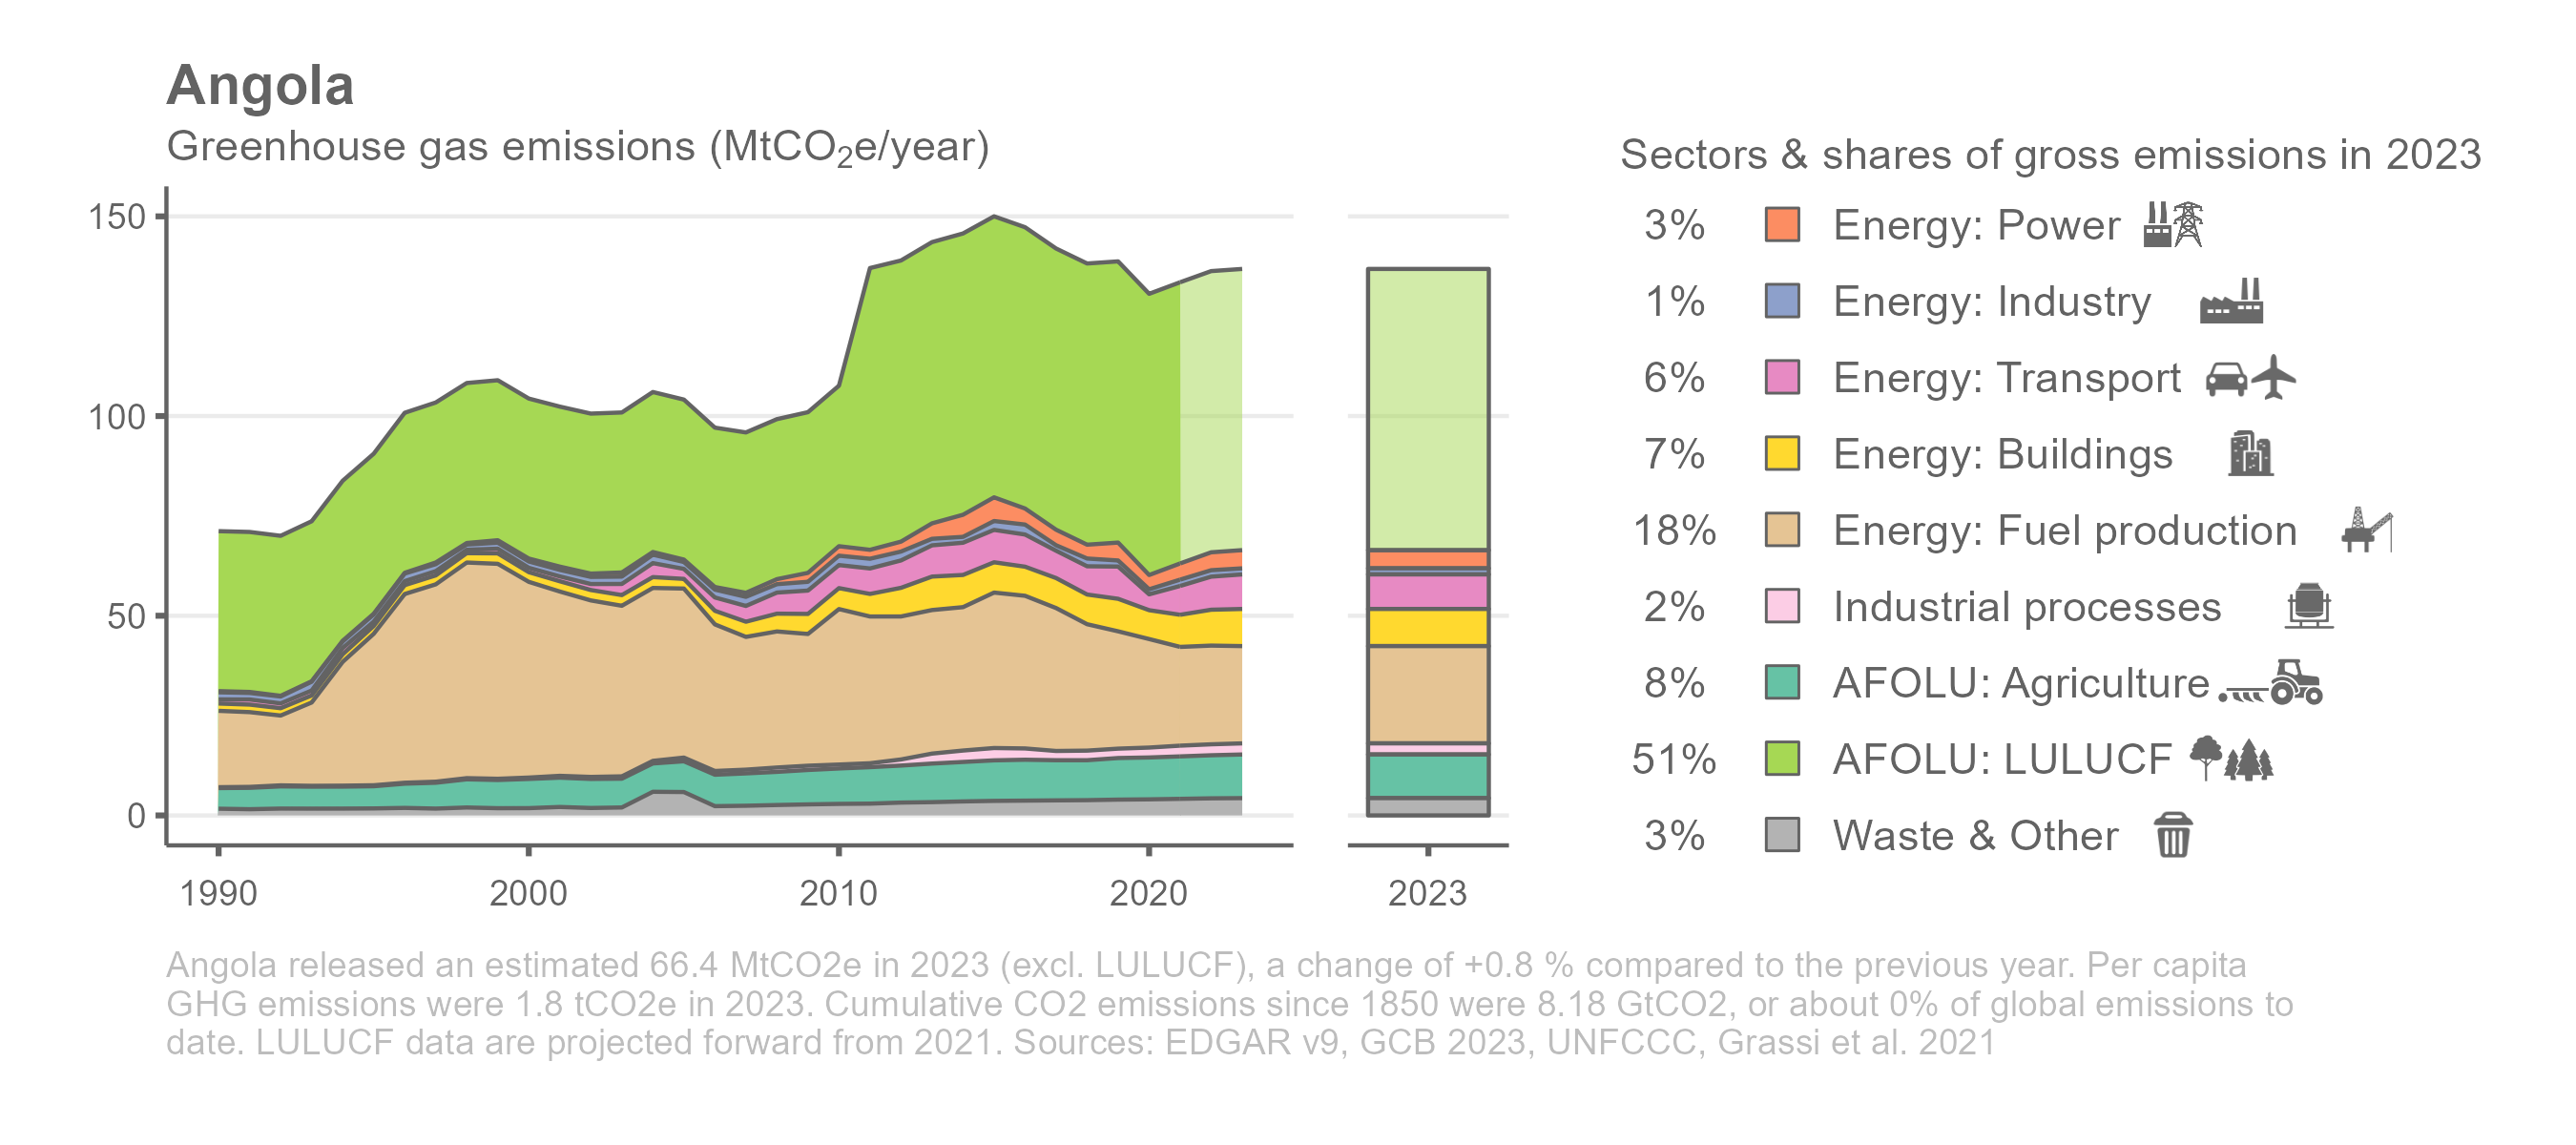 Angola
Greenhouse gas emissions (MtCO₂e/year)
150
100
50
0
1990 2000 2010 2020
2023
Sectors & shares of gross emissions in 2023
3% Energy: Power
1% Energy: Industry
6% Energy: Transport
7% Energy: Buildings
18% Energy: Fuel production
2% Industrial processes
8% AFOLU: Agriculture
51% AFOLU: LULUCF
3% Waste & Other
Angola released an estimated 66.4 MtCO2e in 2023 (excl. LULUCF), a change of +0.8 % compared to the previous year. Per capita
GHG emissions were 1.8 tCO2e in 2023. Cumulative CO2 emissions since 1850 were 8.18 GtCO2, or about 0% of global emissions to
date. LULUCF data are projected forward from 2021. Sources: EDGAR v9, GCB 2023, UNFCCC, Grassi et al. 2021